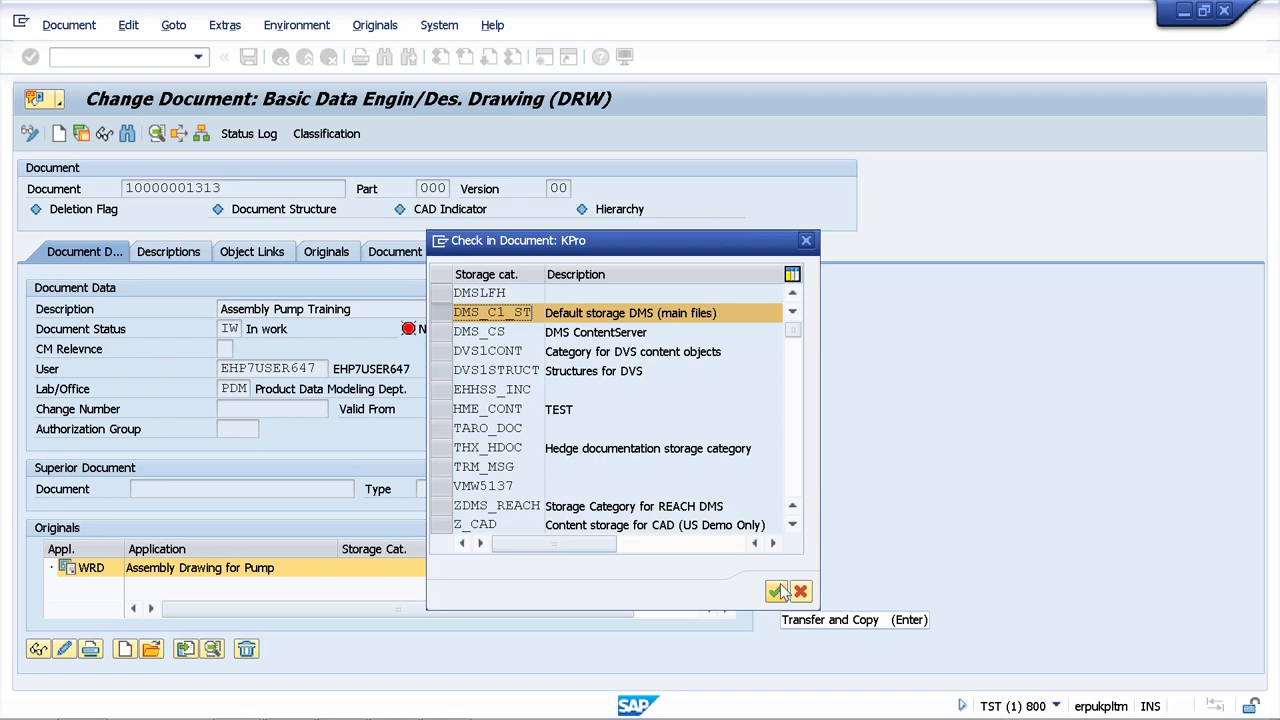 Document Edit Goto Extras Environment Originals System Help
Change Document: Basic Data Engin/Des. Drawing (DRW)
Status Log Classification
Document
Document 10000001313 Part 000 Version 00
Deletion Flag Document Structure CAD Indicator Hierarchy
Document D... Descriptions Object Links Originals Document
Document Data
Description Assembly Pump Training
Document Status IW In work N
CM Relevnce
User EHP7USER647 EHP7USER647
Lab/Office PDM Product Data Modeling Dept.
Change Number Valid From
Authorization Group
Superior Document
Document Type
Originals
Appl. Application Storage Cat.
WRD Assembly Drawing for Pump
Check in Document: KPro
Storage cat. Description
DMSLFH
DMS_C1_ST Default storage DMS (main files)
DMS_CS DMS ContentServer
DVS1CONT Category for DVS content objects
DVS1STRUCT Structures for DVS
EHHSS_INC
HME_CONT TEST
TARO_DOC
THX_HDOC Hedge documentation storage category
TRM_MSG
VMW5137
ZDMS_REACH Storage Category for REACH DMS
Z_CAD Content storage for CAD (US Demo Only)
Transfer and Copy (Enter)
SAP TST (1) 800 erpukpltm INS